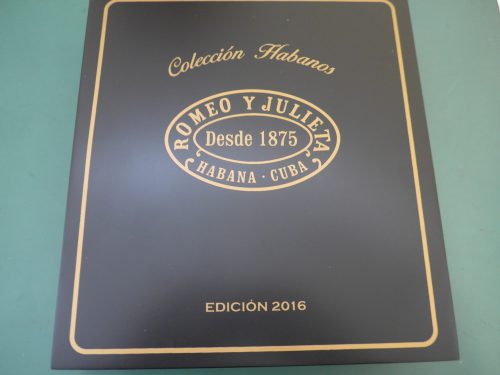 Colección Habanos
ROMEO Y JULIETA
Desde 1875
HABANA · CUBA
EDICIÓN 2016